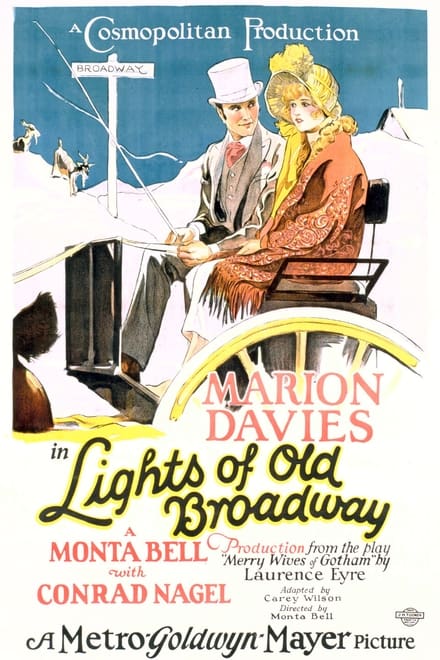 A Cosmopolitan Production
BROADWAY
MARION
DAVIES
in Lights of Old
Broadway
A
MONTA BELL
with
CONRAD NAGEL
Production from the play
"Merry Wives of Gotham" by
Laurence Eyre
Adapted by
Carey Wilson
Directed by
Monta Bell
A Metro-Goldwyn-Mayer Picture